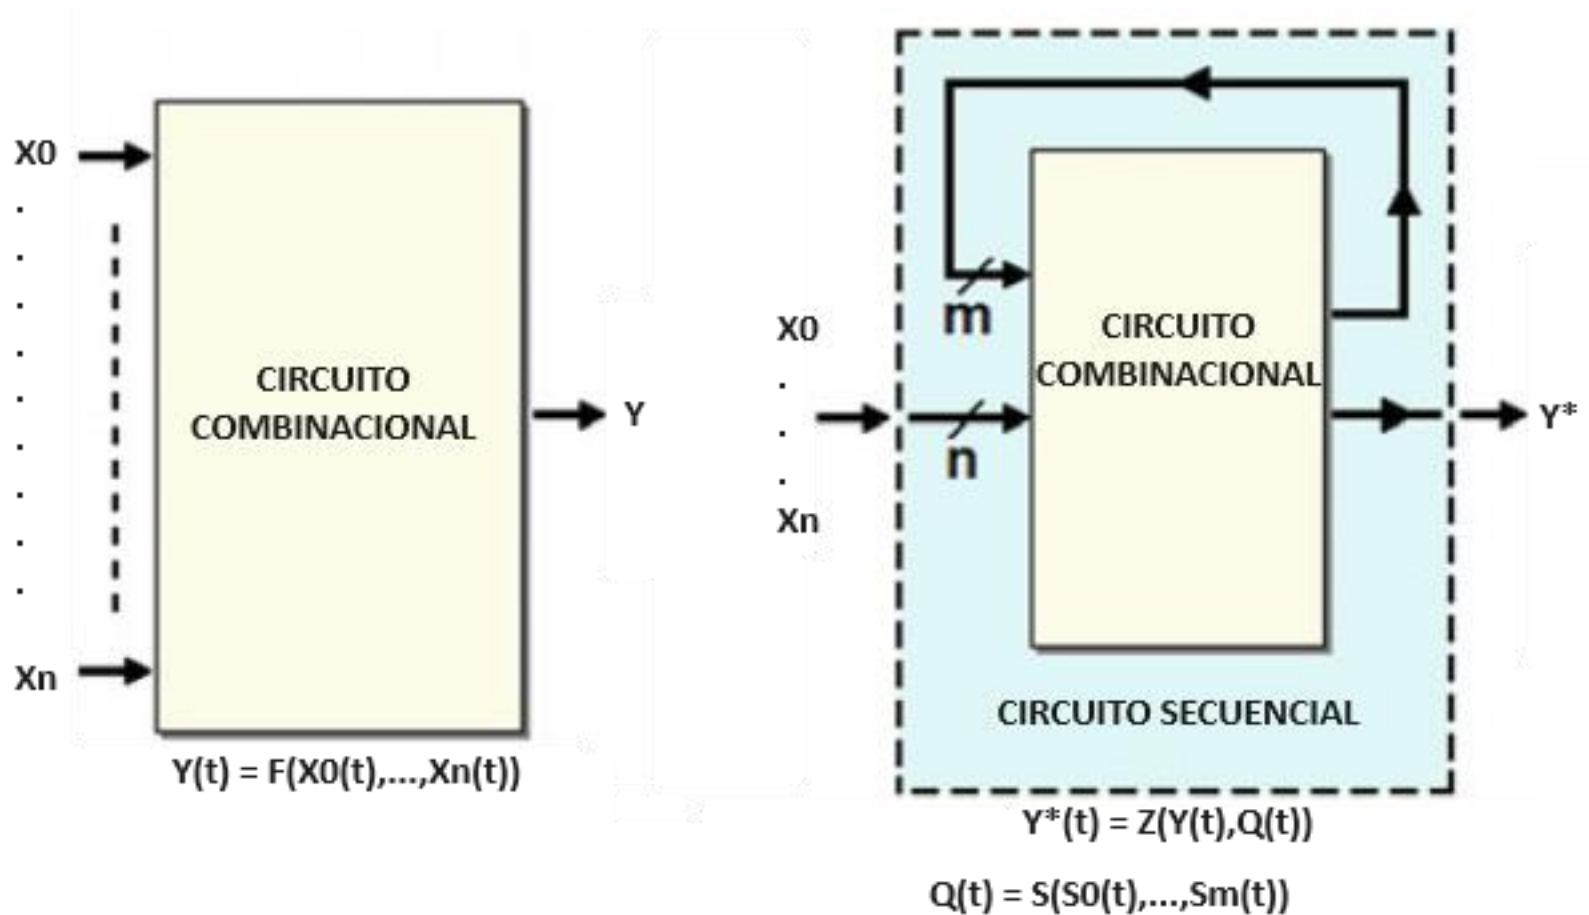 X0
.
.
.
.
.
.
.
.
.
Xn
CIRCUITO
COMBINACIONAL
Y
Y(t) = F(X0(t),...,Xn(t))
X0
.
.
.
Xn
m
n
CIRCUITO
COMBINACIONAL
Y*
CIRCUITO SECUENCIAL
Y*(t) = Z(Y(t),Q(t))
Q(t) = S(S0(t),...,Sm(t))